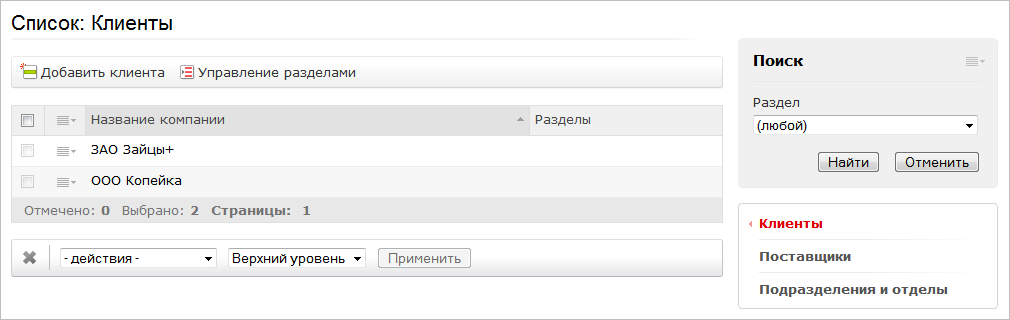 Список: Клиенты
Добавить клиента Управление разделами
Название компании Разделы
ЗАО Зайцы+
ООО Копейка
Отмечено: 0 Выбрано: 2 Страницы: 1
- действия - Верхний уровень Применить
Поиск
Раздел
(любой)
Найти Отменить
Клиенты
Поставщики
Подразделения и отделы